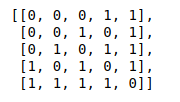 [[0, 0, 0, 1, 1],
[0, 0, 1, 0, 1],
[0, 1, 0, 1, 1],
[1, 0, 1, 0, 1],
[1, 1, 1, 1, 0]]